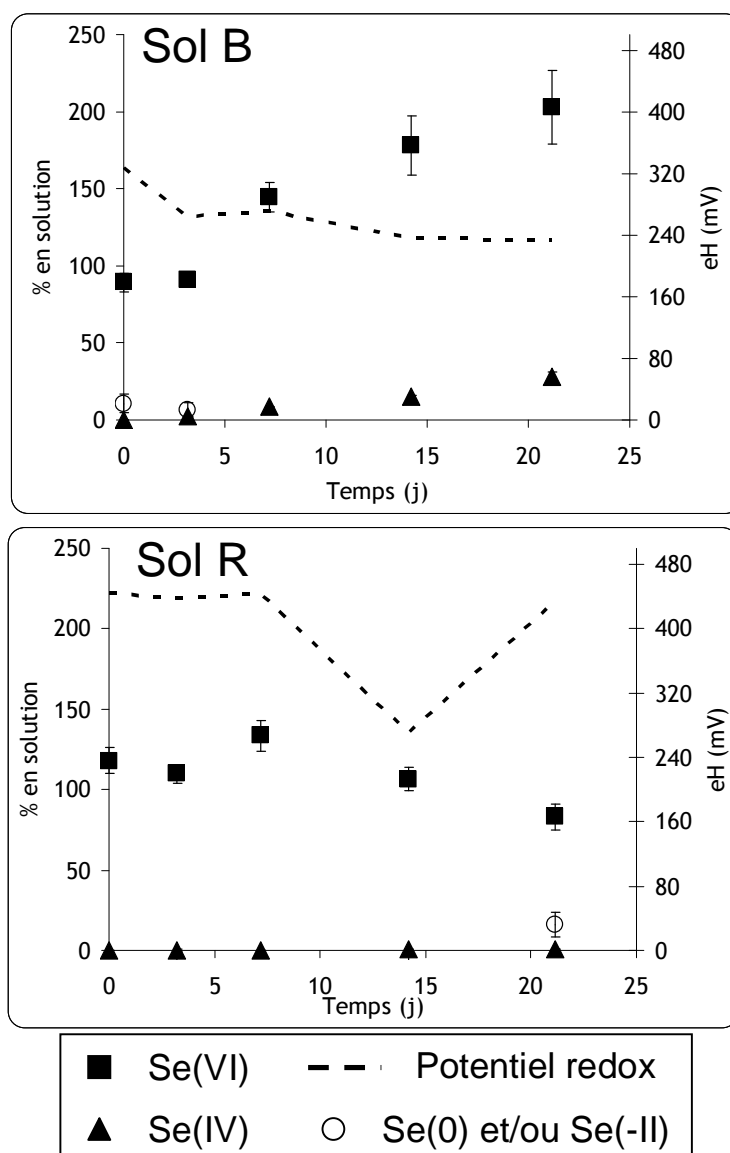 Sol B
250
200
150
100
50
0
% en solution
480
400
320
240
160
80
0
eH (mV)
0 5 10 15 20 25
Temps (j)
Sol R
250
200
150
100
50
0
% en solution
480
400
320
240
160
80
0
eH (mV)
0 5 10 15 20 25
Temps (j)
Se(VI) Potentiel redox
Se(IV) Se(0) et/ou Se(-II)